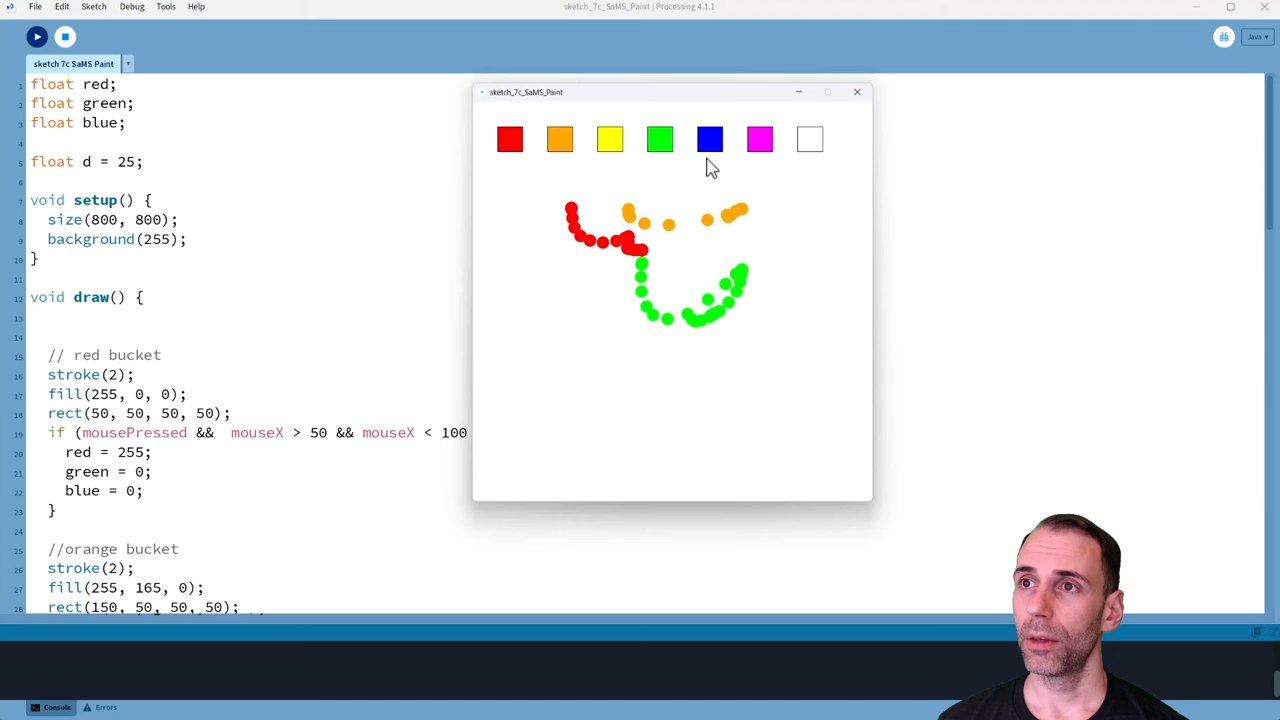 File Edit Sketch Debug Tools Help
sketch_7c_SaMS_Paint | Processing 4.1.1
Java ▾
sketch 7c SaMS Paint
sketch_7c_SaMS_Paint
1 float red;
2 float green;
3 float blue;
4
5 float d = 25;
6
7 void setup() {
8 size(800, 800);
9 background(255);
10 }
11
12 void draw() {
13
14
15 // red bucket
16 stroke(2);
17 fill(255, 0, 0);
18 rect(50, 50, 50, 50);
19 if (mousePressed && mouseX > 50 && mouseX < 100
20 red = 255;
21 green = 0;
22 blue = 0;
23 }
24
25 //orange bucket
26 stroke(2);
27 fill(255, 165, 0);
28 rect(150, 50, 50, 50);
Console Errors